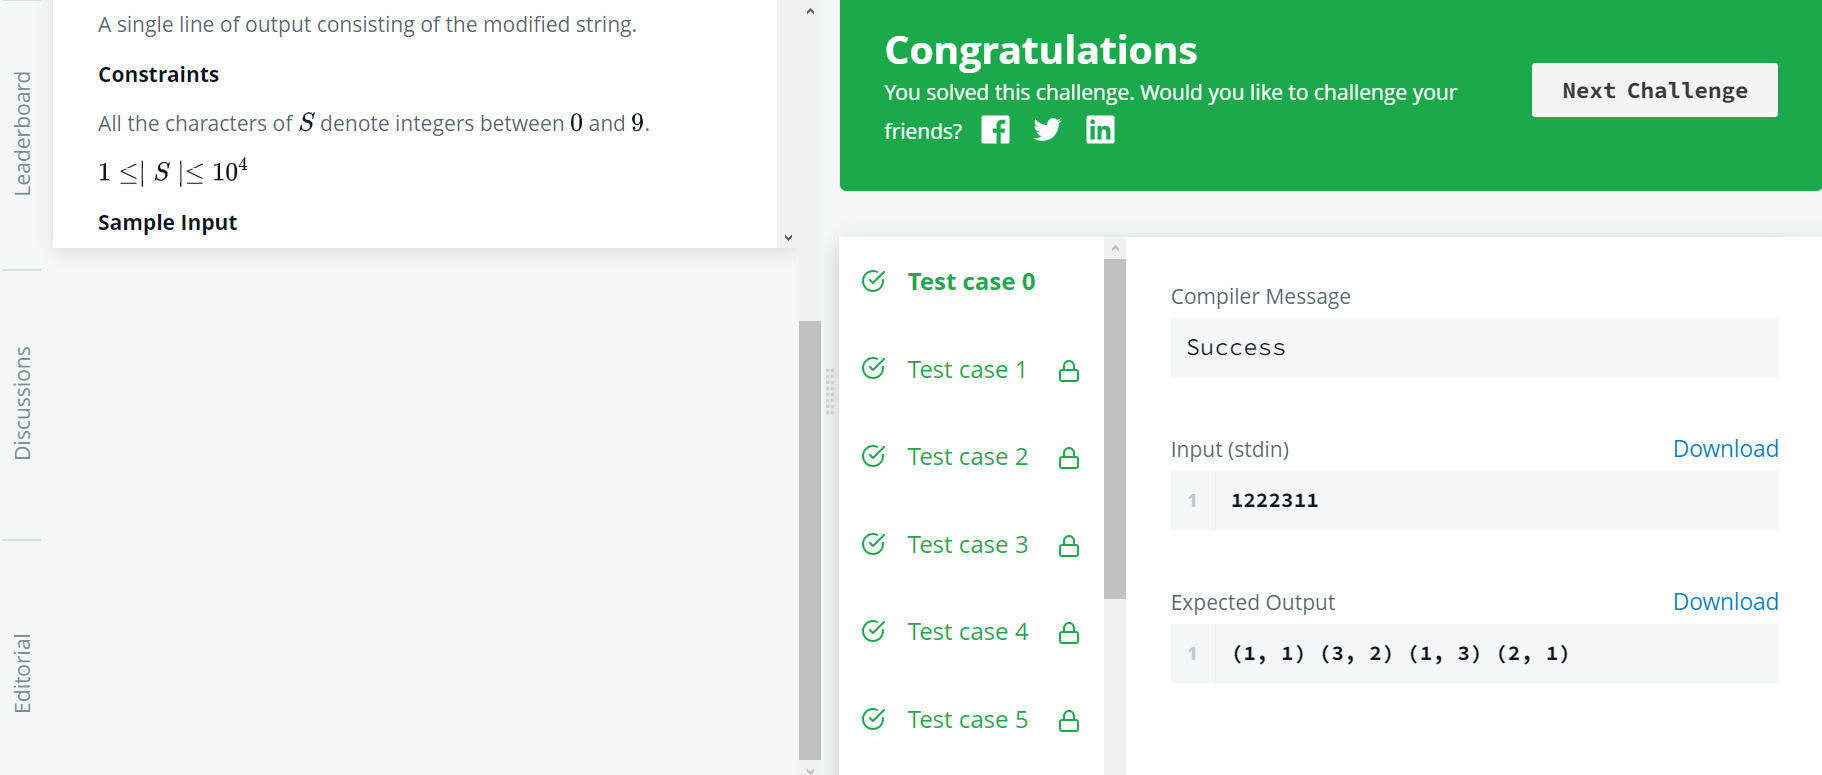 Leaderboard
Discussions
Editorial
A single line of output consisting of the modified string.
Constraints
All the characters of S denote integers between 0 and 9.
1 ≤| S |≤ 10⁴
Sample Input
Congratulations
You solved this challenge. Would you like to challenge your
friends?
Next Challenge
Test case 0
Test case 1
Test case 2
Test case 3
Test case 4
Test case 5
Compiler Message
Success
Input (stdin) Download
1 1222311
Expected Output Download
1 (1, 1) (3, 2) (1, 3) (2, 1)